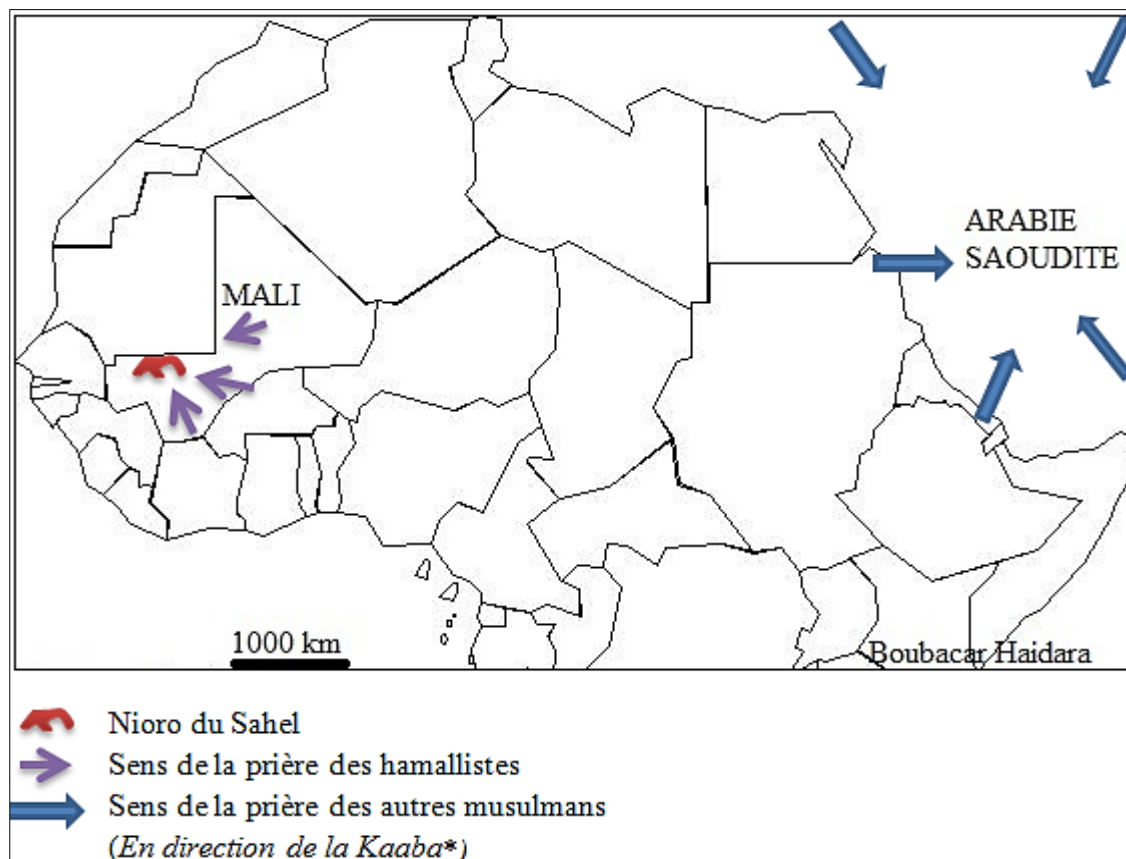 ARABIE
SAOUDITE
MALI
1000 km
Boubacar Haidara
Nioro du Sahel
Sens de la prière des hamallistes
Sens de la prière des autres musulmans
(En direction de la Kaaba*)